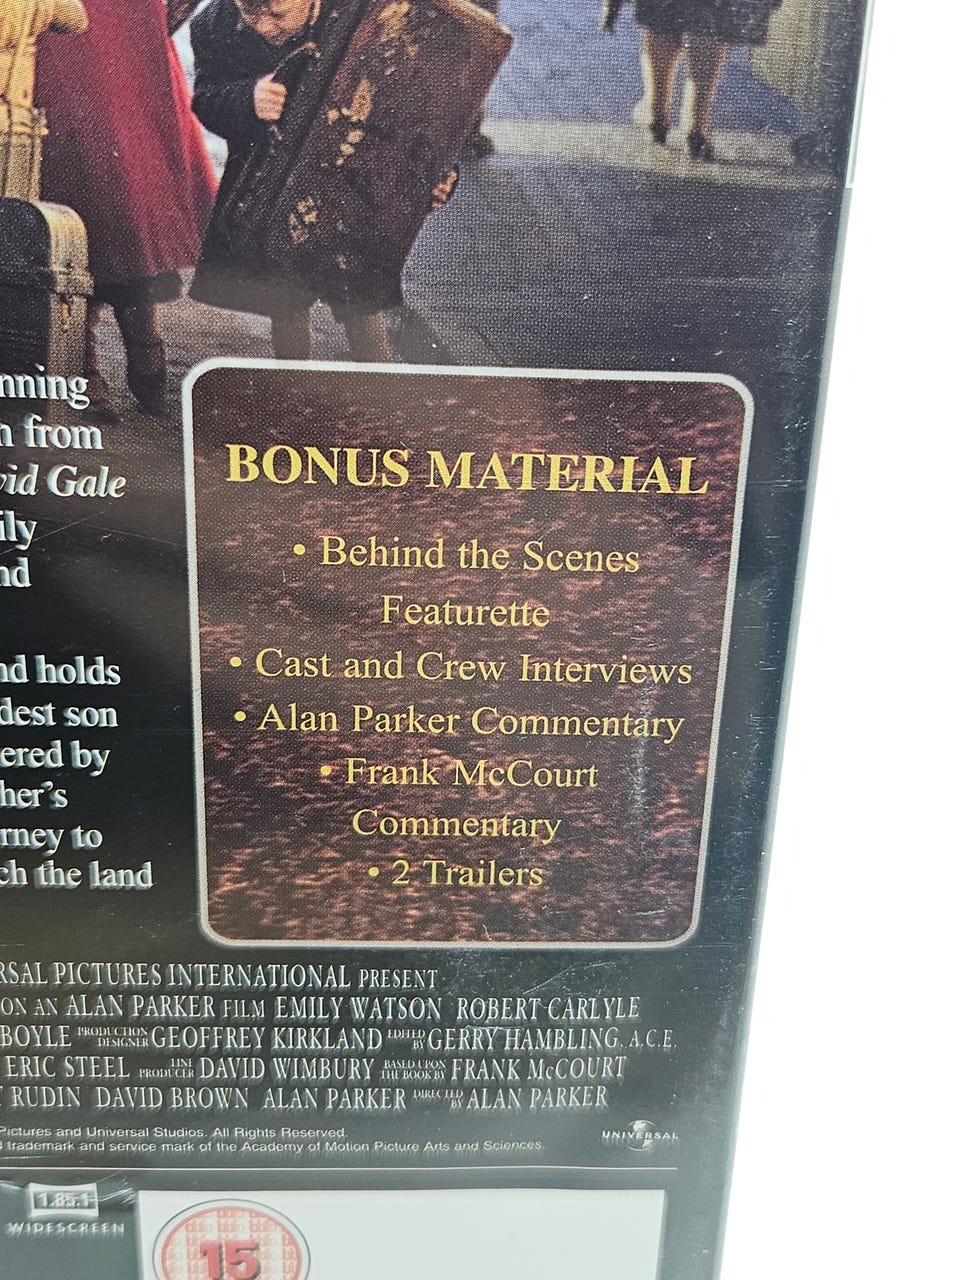 nning
n from
vid Gale
ily
nd
nd holds
dest son
ered by
her's
rney to
ch the land
BONUS MATERIAL
• Behind the Scenes
Featurette
• Cast and Crew Interviews
• Alan Parker Commentary
• Frank McCourt
Commentary
• 2 Trailers
RSAL PICTURES INTERNATIONAL PRESENT
ON AN ALAN PARKER FILM EMILY WATSON ROBERT CARLYLE
BOYLE PRODUCTION DESIGNER GEOFFREY KIRKLAND EDITED BY GERRY HAMBLING, A.C.E.
ERIC STEEL LINE PRODUCER DAVID WIMBURY BASED UPON THE BOOK BY FRANK McCOURT
RUDIN DAVID BROWN ALAN PARKER DIRECTED BY ALAN PARKER
Pictures and Universal Studios. All Rights Reserved.
d trademark and service mark of the Academy of Motion Picture Arts and Sciences.
UNIVERSAL
1.85:1
WIDESCREEN
15